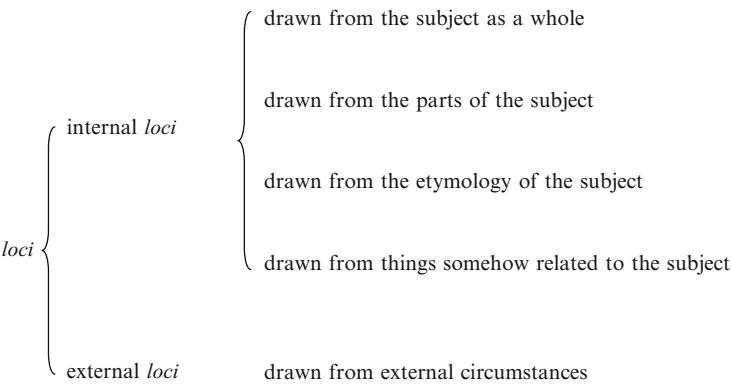 drawn from the subject as a whole
drawn from the parts of the subject
internal loci
drawn from the etymology of the subject
loci
drawn from things somehow related to the subject
external loci drawn from external circumstances